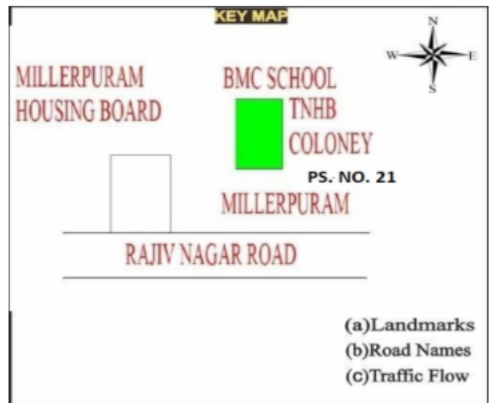 KEY MAP
N
W E
S
MILLERPURAM
HOUSING BOARD
BMC SCHOOL
TNHB
COLONEY
PS. NO. 21
MILLERPURAM
RAJIV NAGAR ROAD
(a)Landmarks
(b)Road Names
(c)Traffic Flow